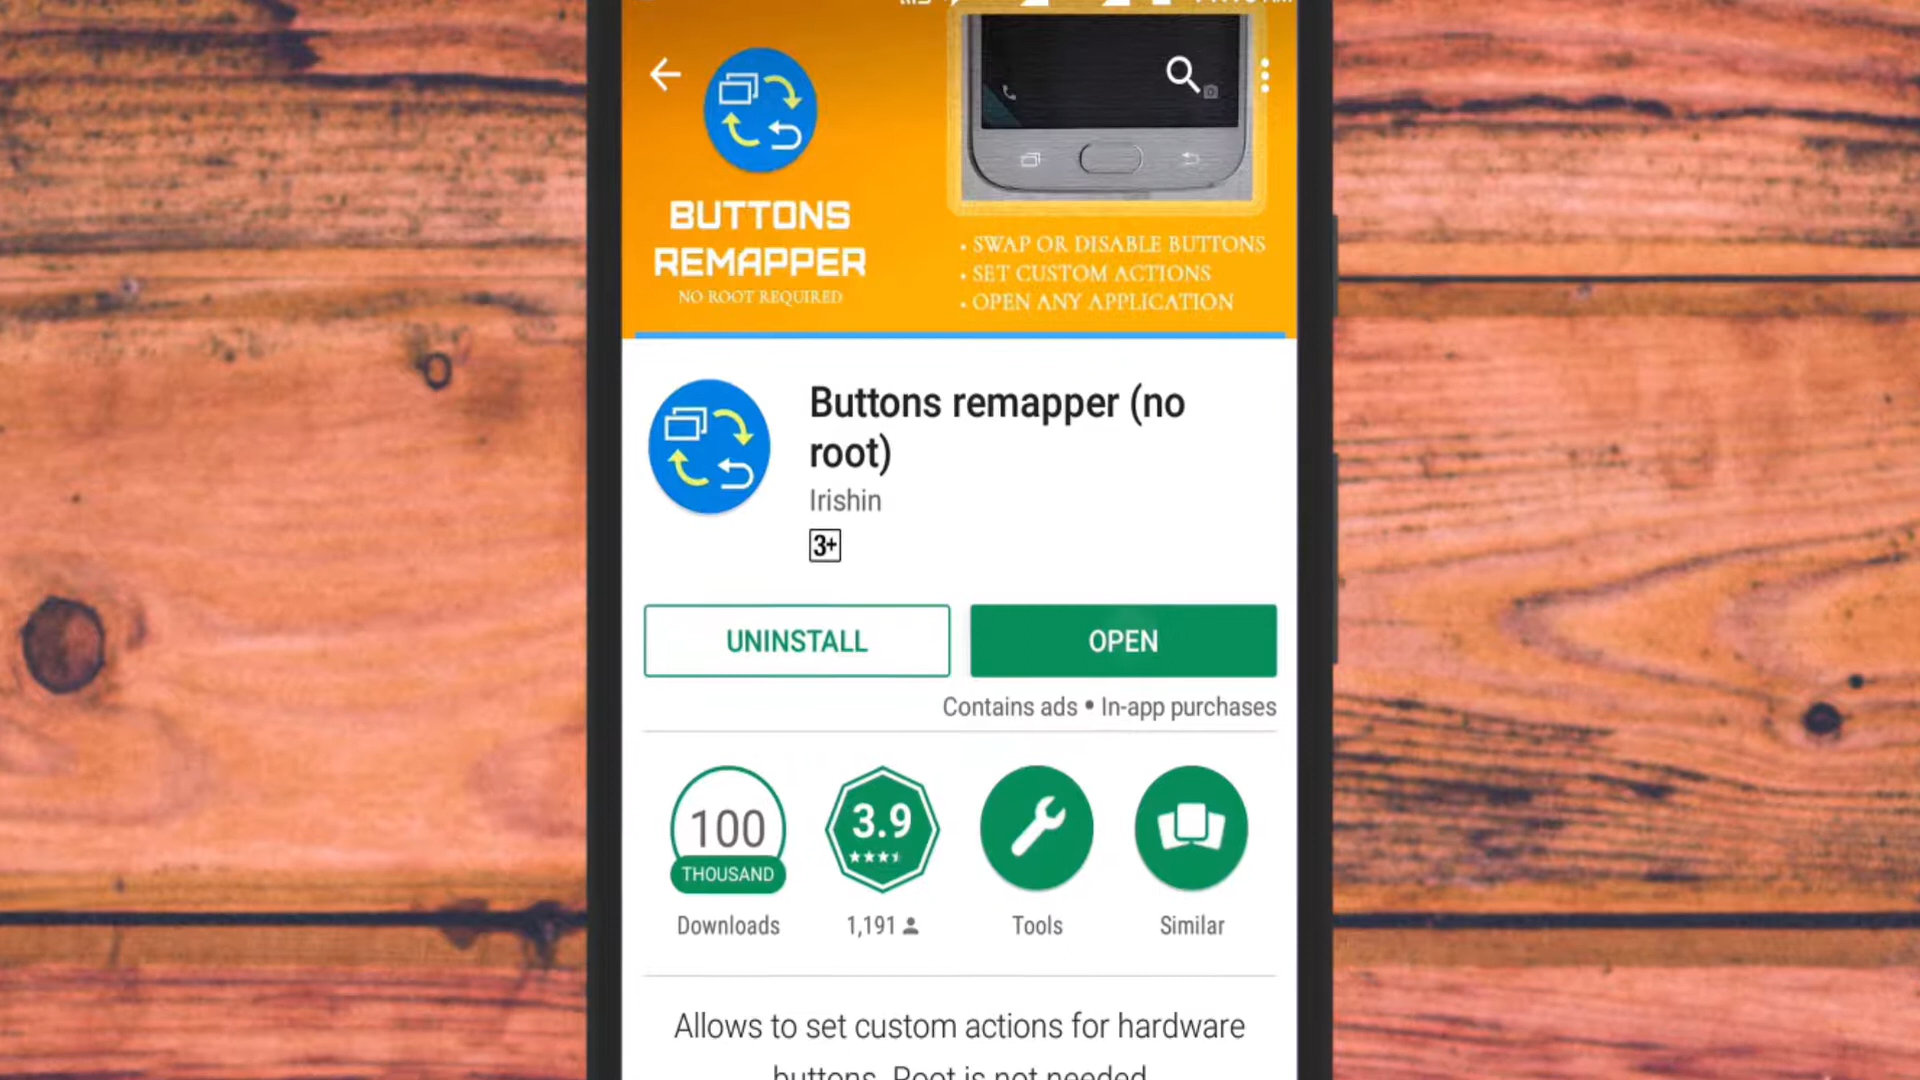 BUTTONS
REMAPPER
NO ROOT REQUIRED
• SWAP OR DISABLE BUTTONS
• SET CUSTOM ACTIONS
• OPEN ANY APPLICATION
Buttons remapper (no
root)
Irishin
3+
UNINSTALL
OPEN
Contains ads • In-app purchases
100
THOUSAND
3.9
Downloads
1,191
Tools
Similar
Allows to set custom actions for hardware
buttons. Root is not needed